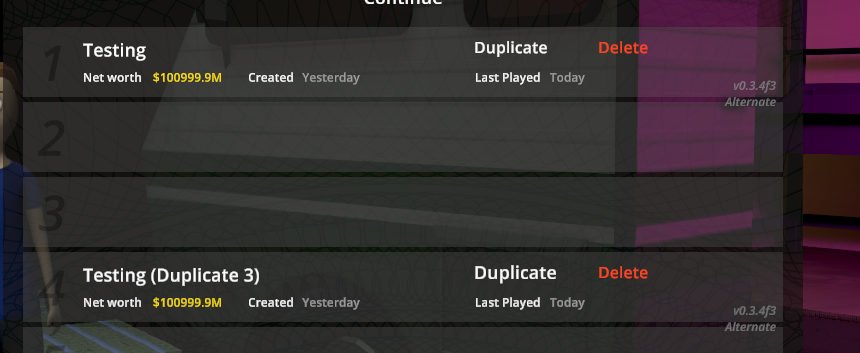 Continue
1
Testing
Duplicate
Delete
Net worth $100999.9M Created Yesterday Last Played Today
v0.3.4f3
Alternate
2
3
4
Testing (Duplicate 3)
Duplicate
Delete
Net worth $100999.9M Created Yesterday Last Played Today
v0.3.4f3
Alternate